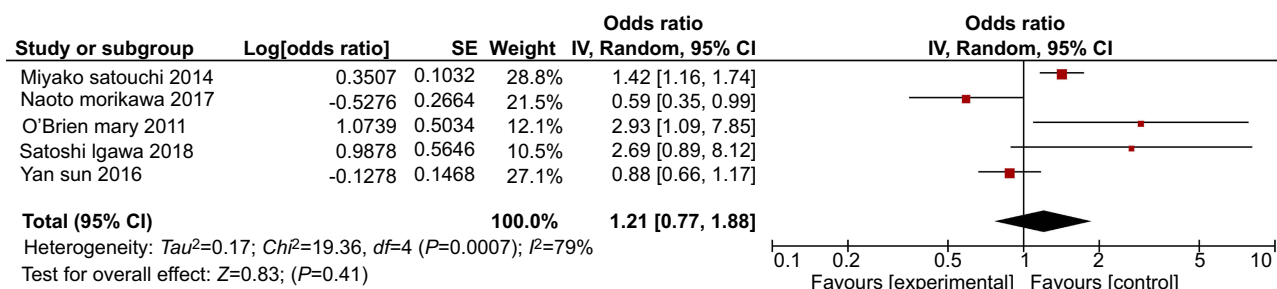 Odds ratio Odds ratio
Study or subgroup Log[odds ratio] SE Weight IV, Random, 95% CI IV, Random, 95% CI
Miyako satouchi 2014 0.3507 0.1032 28.8% 1.42 [1.16, 1.74]
Naoto morikawa 2017 -0.5276 0.2664 21.5% 0.59 [0.35, 0.99]
O’Brien mary 2011 1.0739 0.5034 12.1% 2.93 [1.09, 7.85]
Satoshi Igawa 2018 0.9878 0.5646 10.5% 2.69 [0.89, 8.12]
Yan sun 2016 -0.1278 0.1468 27.1% 0.88 [0.66, 1.17]
Total (95% CI) 100.0% 1.21 [0.77, 1.88]
Heterogeneity: Tau²=0.17; Chi²=19.36, df=4 (P=0.0007); I²=79%
Test for overall effect: Z=0.83; (P=0.41)
0.1 0.2 0.5 1 2 5 10
Favours [experimental] Favours [control]